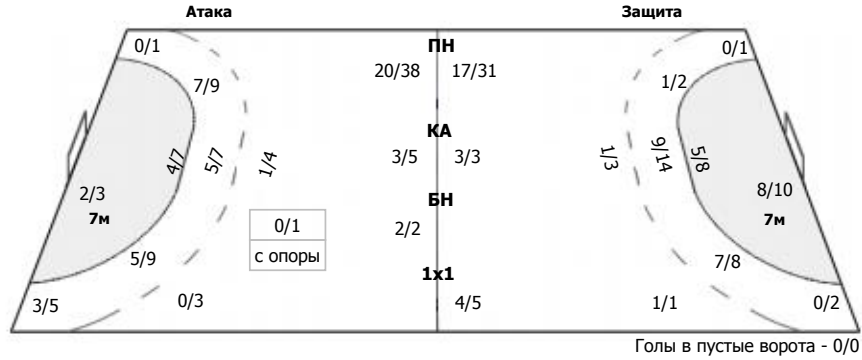 Атака Защита
0/1 ПН 0/1
20/38 17/31
7/9 1/2
КА
4/7 5/7 1/4 3/5 3/3 1/3 9/14 5/8
2/3 8/10
7м 7м
БН
0/1 2/2
с опоры
5/9 7/8
1x1
3/5 0/3 4/5 1/1 0/2
Голы в пустые ворота - 0/0